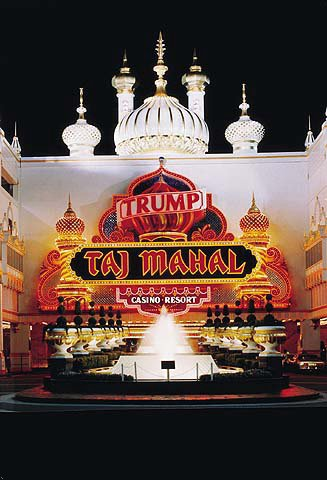 TRUMP
TAJ MAHAL
CASINO • RESORT